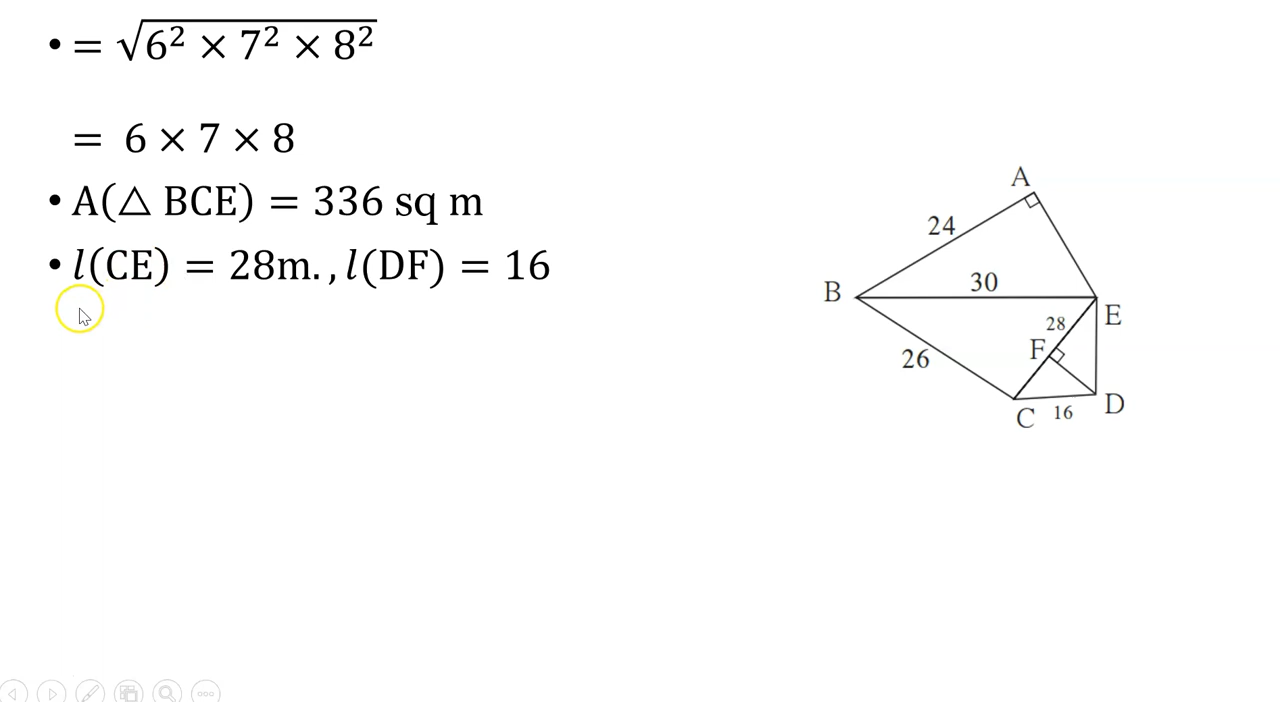 • = √6² × 7² × 8²
= 6 × 7 × 8
• A(△ BCE) = 336 sq m
• l(CE) = 28m. , l(DF) = 16
A
24
B
30
E
28
F
26
C
16
D